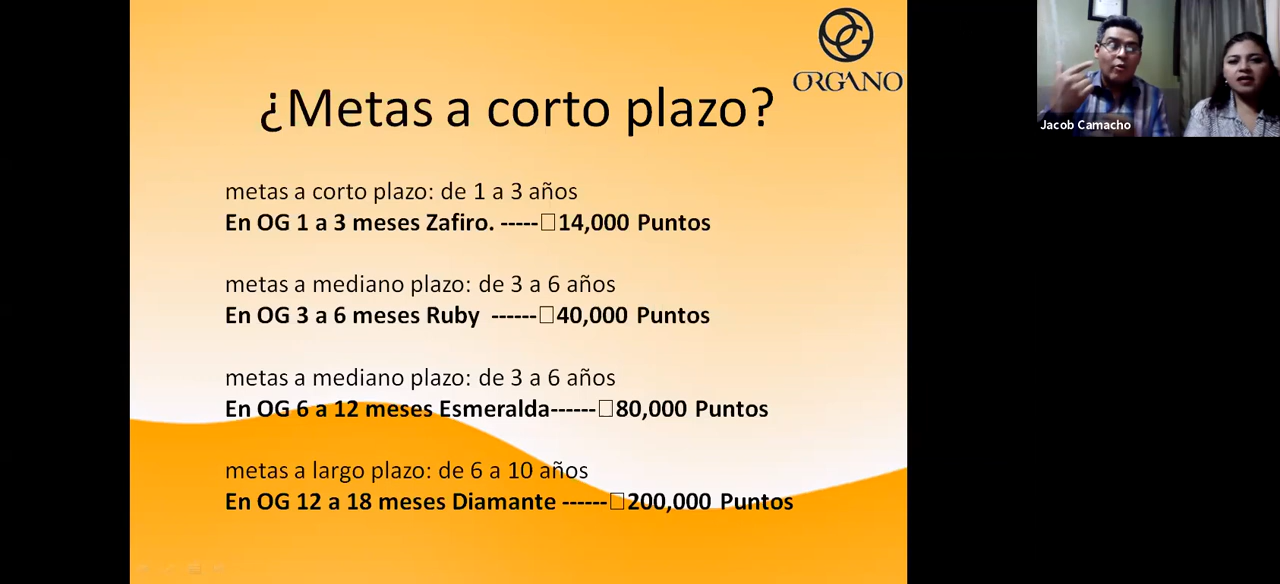 ORGANO
¿Metas a corto plazo?
metas a corto plazo: de 1 a 3 años
En OG 1 a 3 meses Zafiro. -----□14,000 Puntos
metas a mediano plazo: de 3 a 6 años
En OG 3 a 6 meses Ruby ------□40,000 Puntos
metas a mediano plazo: de 3 a 6 años
En OG 6 a 12 meses Esmeralda------□80,000 Puntos
metas a largo plazo: de 6 a 10 años
En OG 12 a 18 meses Diamante ------□200,000 Puntos
Jacob Camacho